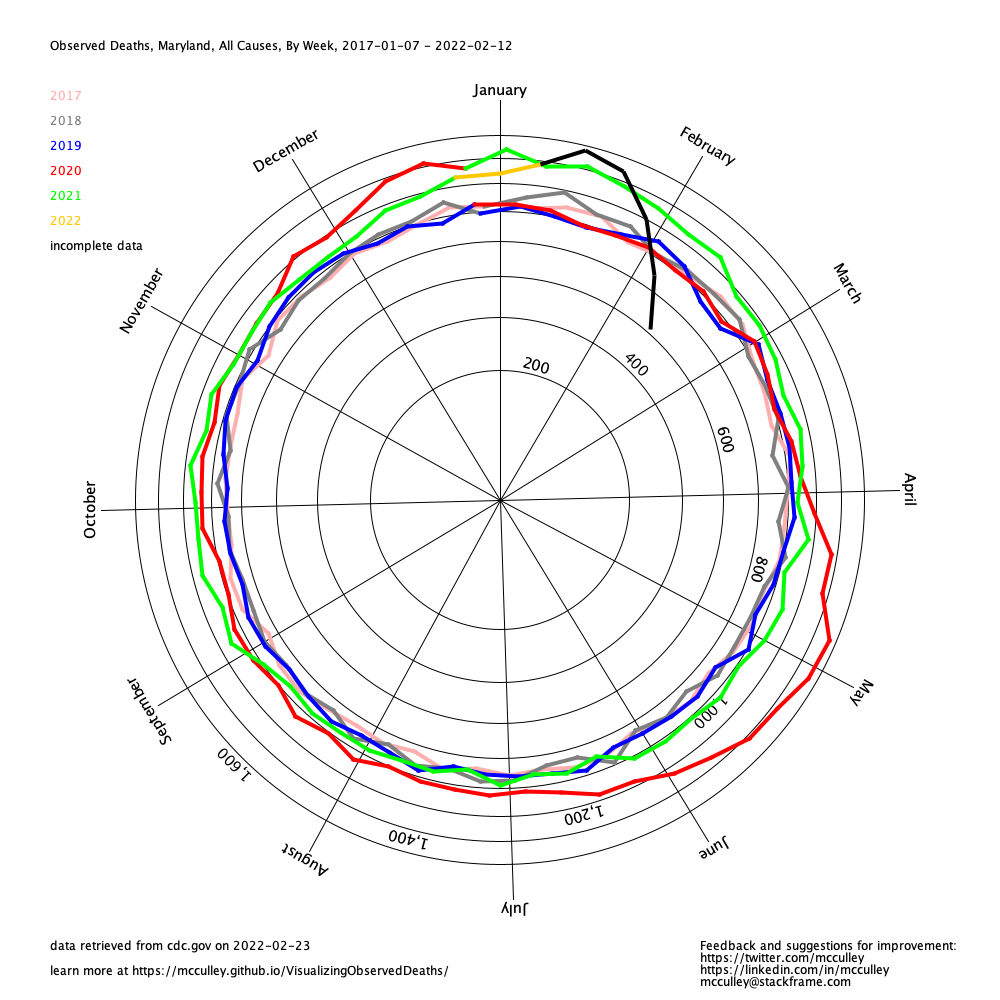 Observed Deaths, Maryland, All Causes, By Week, 2017-01-07 - 2022-02-12
2017
2018
2019
2020
2021
2022
incomplete data
January
February
March
April
May
June
July
August
September
October
November
December
200
400
600
800
1,000
1,200
1,400
1,600
data retrieved from cdc.gov on 2022-02-23
learn more at https://mcculley.github.io/VisualizingObservedDeaths/
Feedback and suggestions for improvement:
https://twitter.com/mcculley
https://linkedin.com/in/mcculley
mcculley@stackframe.com